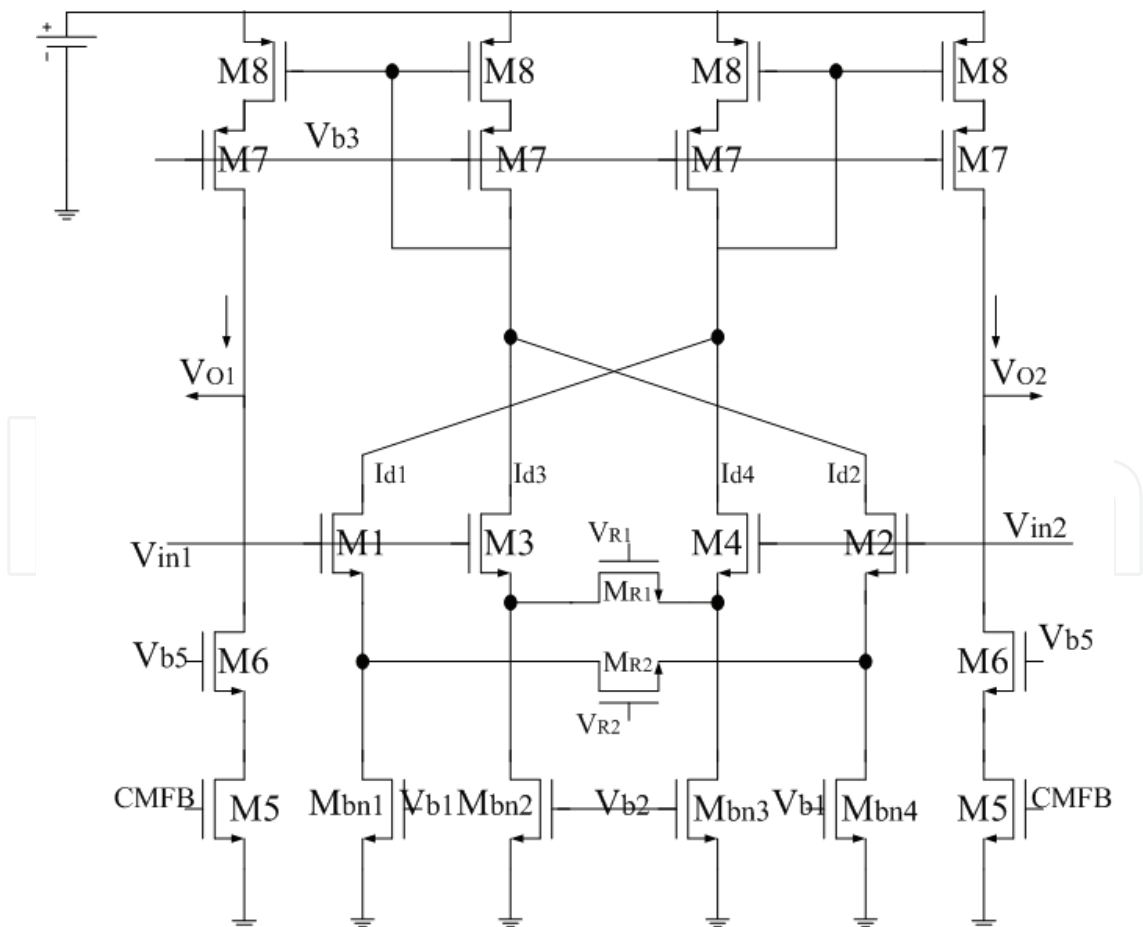 +
-
M8 M8 M8 M8
Vb3
M7 M7 M7 M7
VO1 VO2
Id1 Id3 Id4 Id2
Vin1 M1 M3 VR1 M4 M2 Vin2
MR1
Vb5 M6 MR2 M6 Vb5
VR2
CMFB M5 Mbn1 Vb1 Mbn2 Vb2 Mbn3 Vb1 Mbn4 M5 CMFB